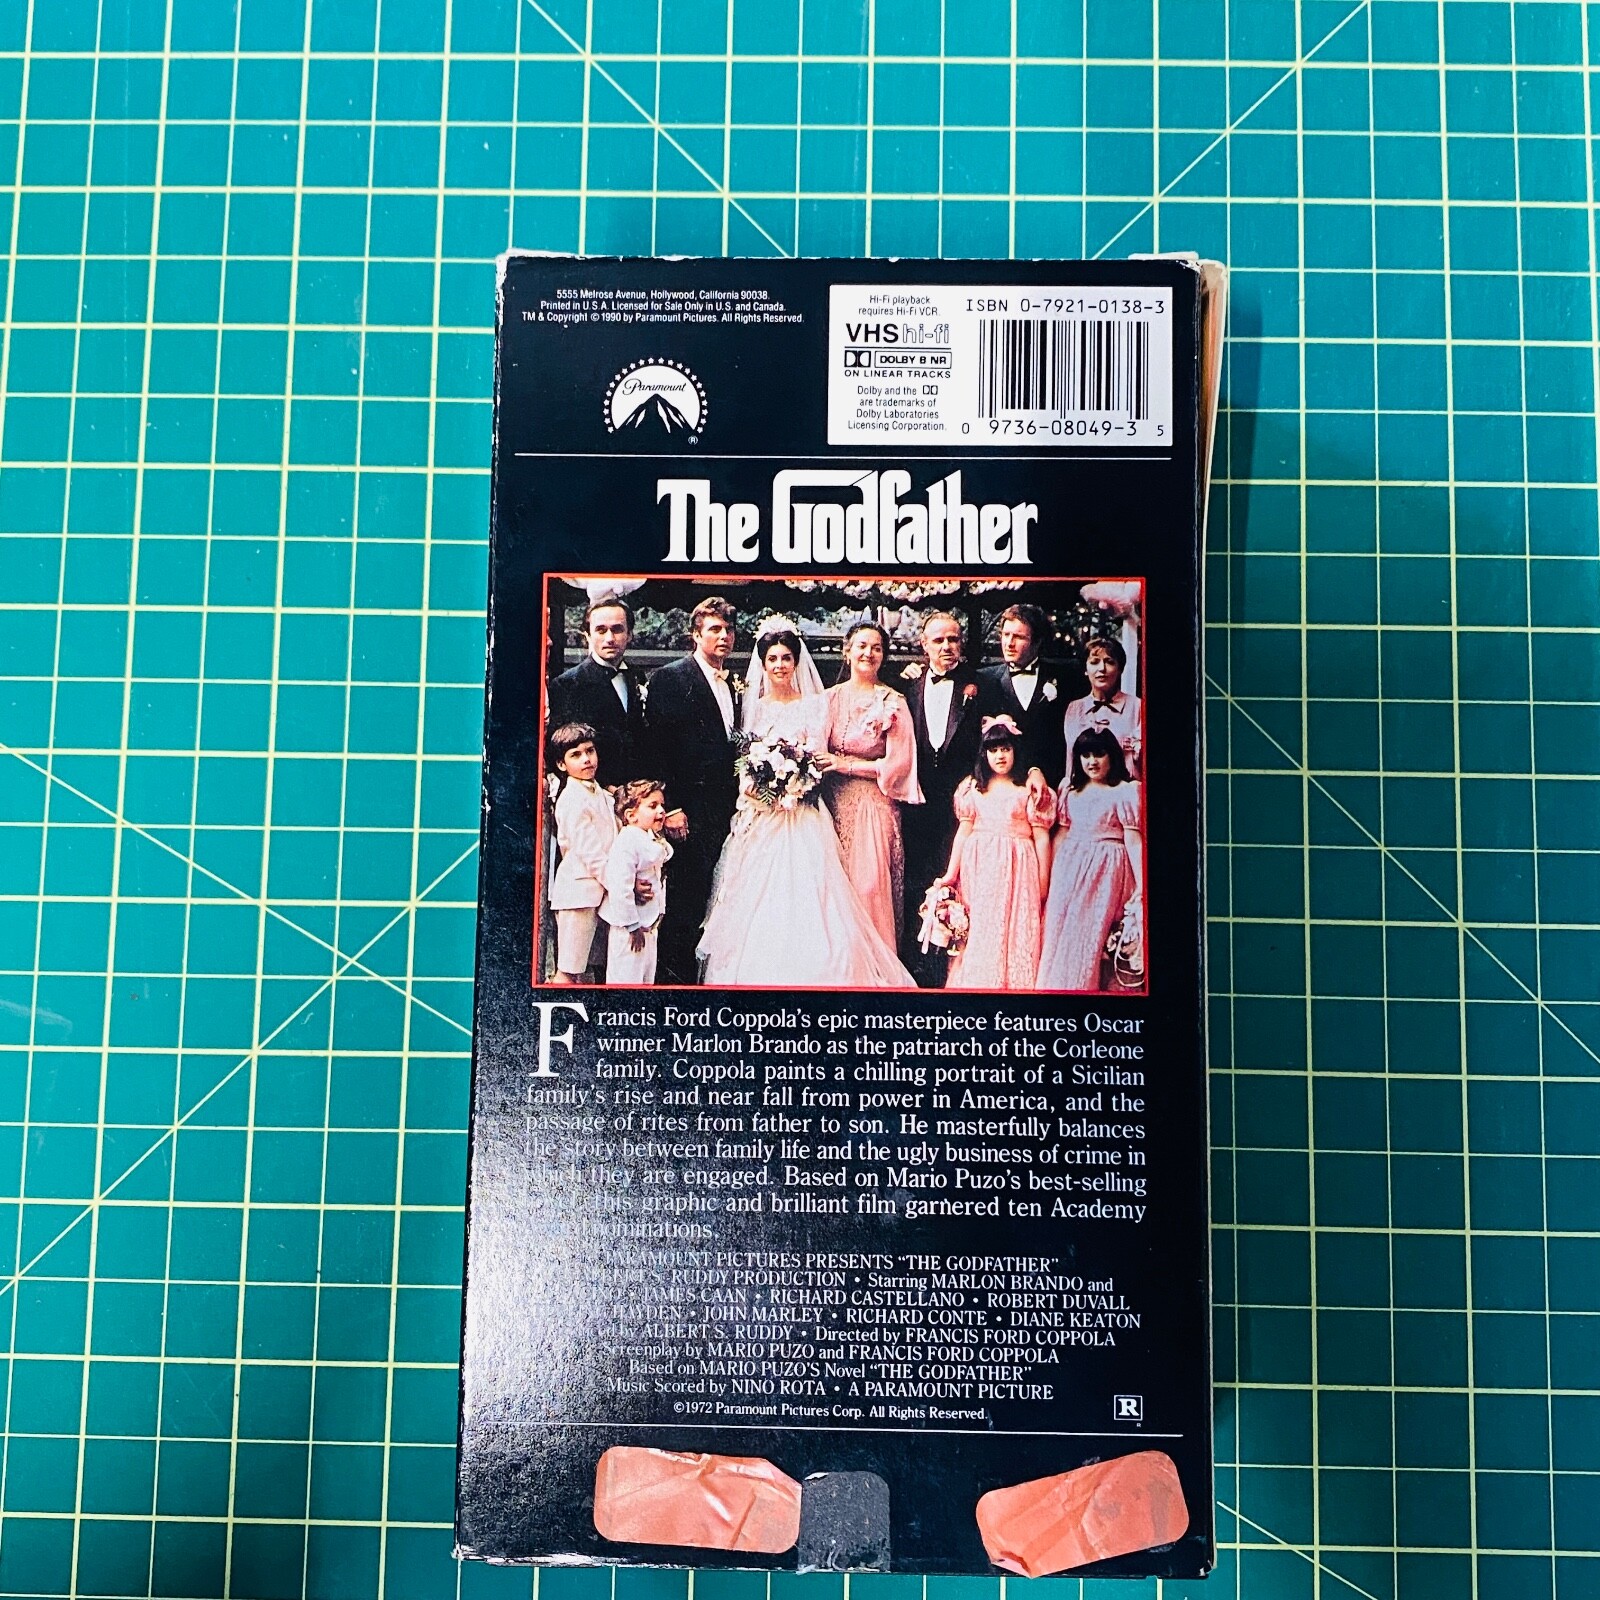 5555 Melrose Avenue, Hollywood, California 90038.
Printed in U.S.A. Licensed for Sale Only in U.S. and Canada.
TM & Copyright © 1990 by Paramount Pictures. All Rights Reserved.
Paramount
®
Hi-Fi playback
requires Hi-Fi VCR.
VHS hi-fi
DOLBY B NR
ON LINEAR TRACKS
Dolby and the
are trademarks of
Dolby Laboratories
Licensing Corporation.
ISBN 0-7921-0138-3
0 9736-08049-3 5
The Godfather
Francis Ford Coppola's epic masterpiece features Oscar
winner Marlon Brando as the patriarch of the Corleone
family. Coppola paints a chilling portrait of a Sicilian
family's rise and near fall from power in America, and the
passage of rites from father to son. He masterfully balances
the story between family life and the ugly business of crime in
which they are engaged. Based on Mario Puzo's best-selling
this graphic and brilliant film garnered ten Academy
nominations.
PARAMOUNT PICTURES PRESENTS "THE GODFATHER"
ALBERT S. RUDDY PRODUCTION • Starring MARLON BRANDO and
JAMES CAAN • RICHARD CASTELLANO • ROBERT DUVALL
HAYDEN • JOHN MARLEY • RICHARD CONTE • DIANE KEATON
by ALBERT S. RUDDY • Directed by FRANCIS FORD COPPOLA
Screenplay by MARIO PUZO and FRANCIS FORD COPPOLA
Based on MARIO PUZO'S Novel "THE GODFATHER"
Music Scored by NINO ROTA • A PARAMOUNT PICTURE
©1972 Paramount Pictures Corp. All Rights Reserved.
R